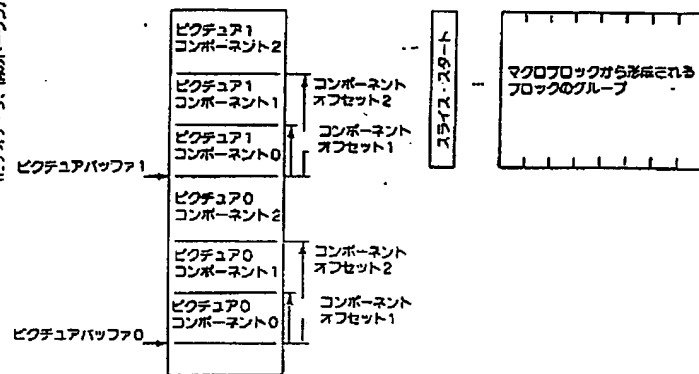 ピクチュア1
コンポーネント2
ピクチュア1
コンポーネント1
コンポーネント
オフセット2
ピクチュア1
コンポーネント0
コンポーネント
オフセット1
ピクチュアバッファ1
ピクチュア0
コンポーネント2
ピクチュア0
コンポーネント1
コンポーネント
オフセット2
ピクチュア0
コンポーネント0
コンポーネント
オフセット1
ピクチュアバッファ0
スライス・スタート
マクロブロックから形成される
ブロックのグループ